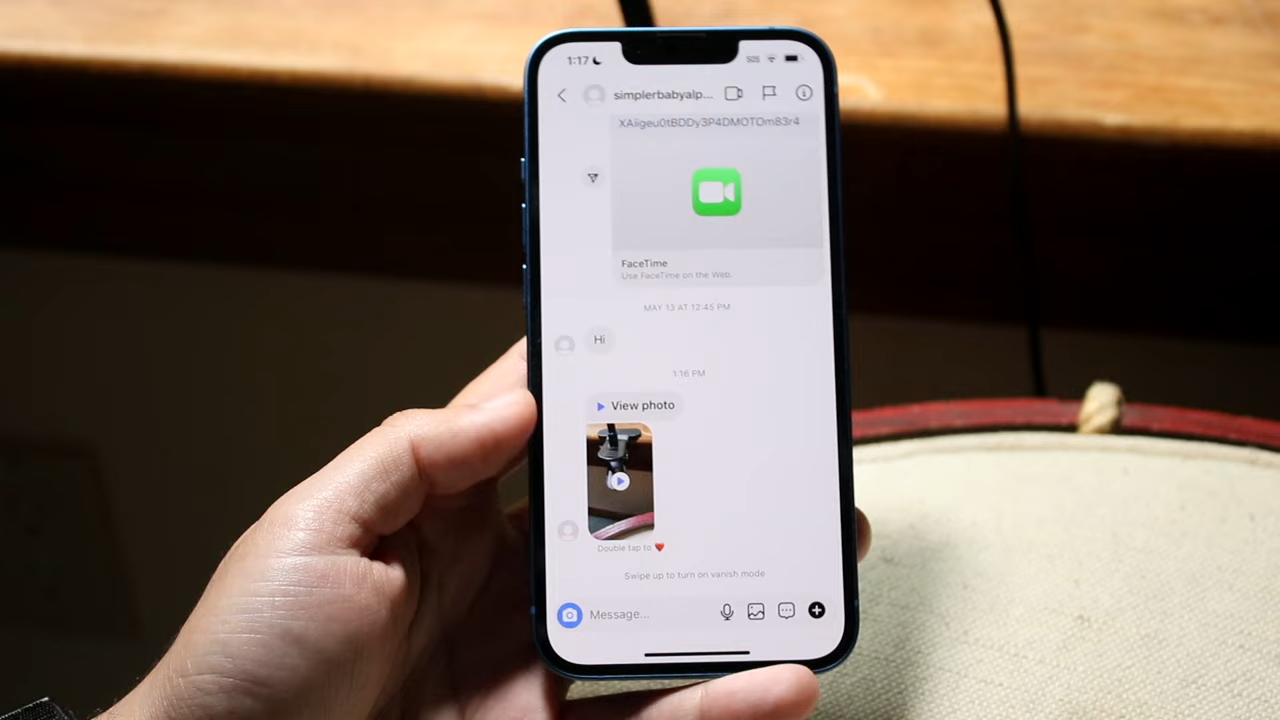 1:17
SOS
simplerbabyalp...
XAiigeu0tBDDy3P4DMOTOm83r4
FaceTime
Use FaceTime on the Web.
MAY 13 AT 12:45 PM
Hi
1:16 PM
View photo
Double tap to ❤️
Swipe up to turn on vanish mode
Message...